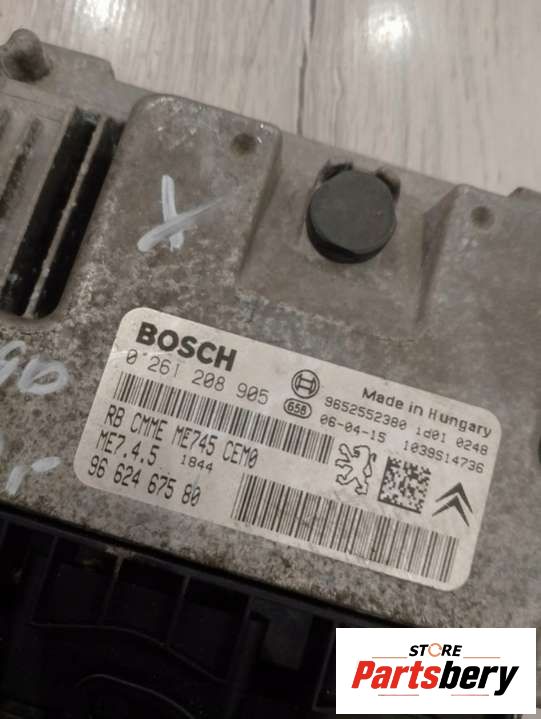 X
BOSCH
0 261 208 905
658
Made in Hungary
9652552380 1d01 0248
06-04-15 1039S14736
RB CMME ME745 CEM0
ME7.4.5 1844
96 624 675 80
STORE
Partsbery